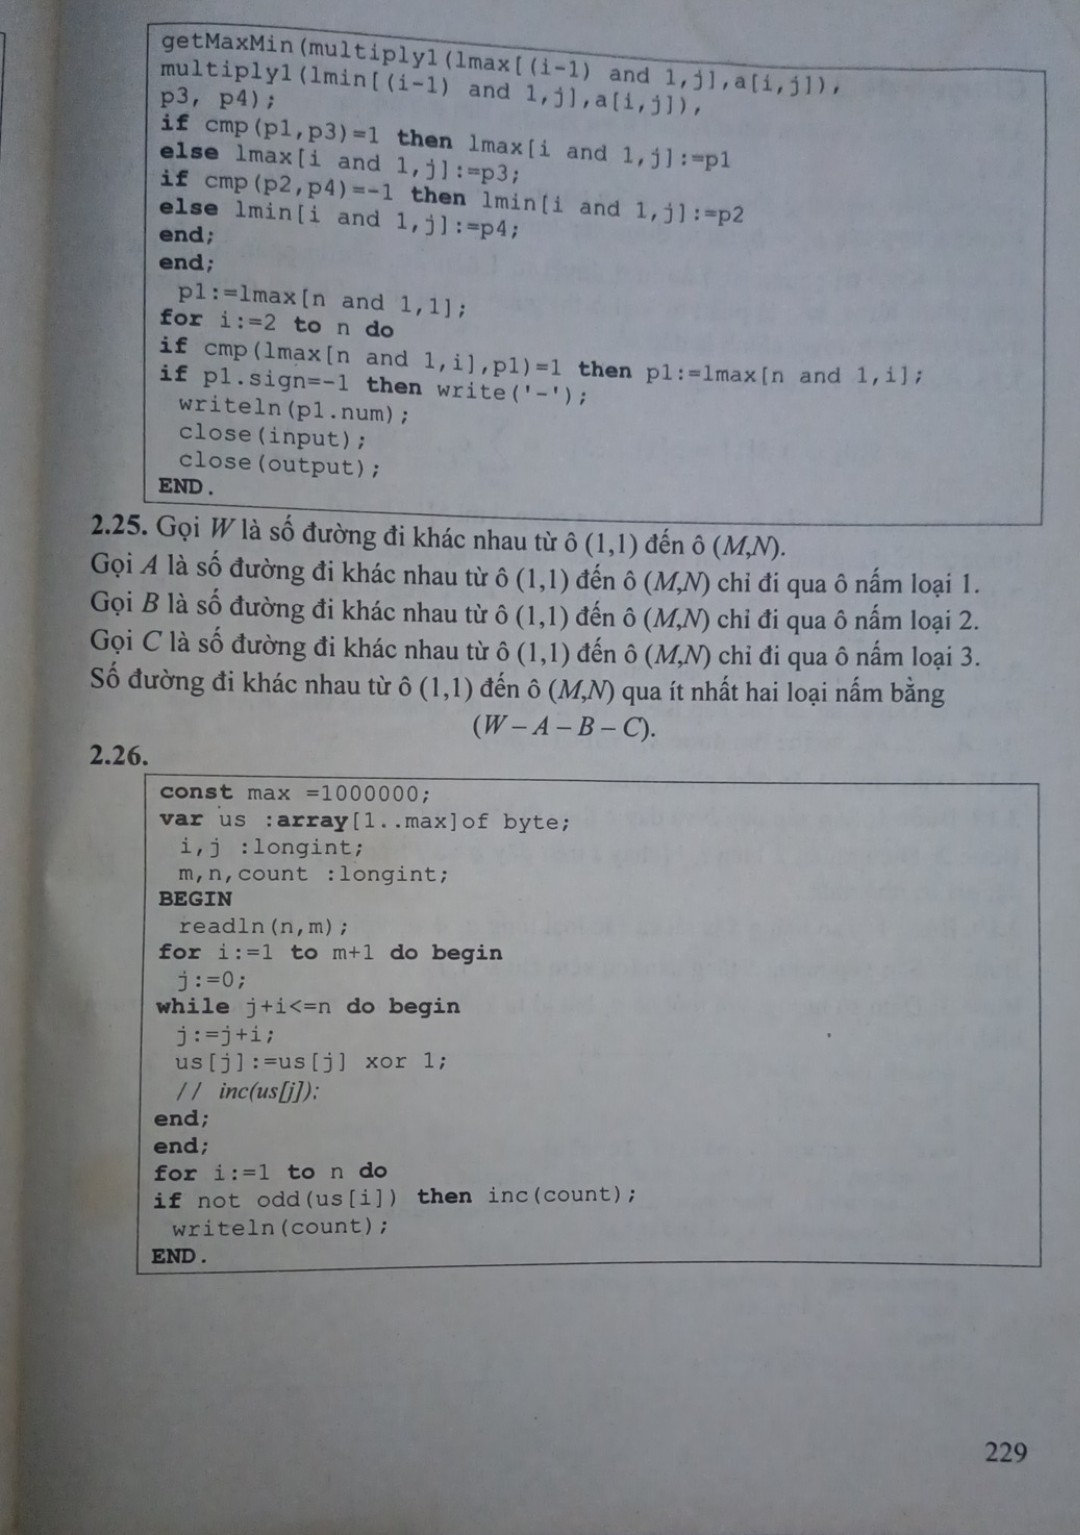 getMaxMin(multiply1(lmax[(i-1) and 1,j],a[i,j]),
multiply1(lmin[(i-1) and 1,j],a[i,j]),
p3, p4);
if cmp(p1,p3)=1 then lmax[i and 1,j]:=p1
else lmax[i and 1,j]:=p3;
if cmp(p2,p4)=-1 then lmin[i and 1,j]:=p2
else lmin[i and 1,j]:=p4;
end;
end;
p1:=lmax[n and 1,1];
for i:=2 to n do
if cmp(lmax[n and 1,i],p1)=1 then p1:=lmax[n and 1,i];
if p1.sign=-1 then write('-');
writeln(p1.num);
close(input);
close(output);
END.
2.25. Gọi W là số đường đi khác nhau từ ô (1,1) đến ô (M,N).
Gọi A là số đường đi khác nhau từ ô (1,1) đến ô (M,N) chỉ đi qua ô nấm loại 1.
Gọi B là số đường đi khác nhau từ ô (1,1) đến ô (M,N) chỉ đi qua ô nấm loại 2.
Gọi C là số đường đi khác nhau từ ô (1,1) đến ô (M,N) chỉ đi qua ô nấm loại 3.
Số đường đi khác nhau từ ô (1,1) đến ô (M,N) qua ít nhất hai loại nấm bằng
(W – A – B – C).
2.26.
const max =1000000;
var us :array[1..max]of byte;
i,j :longint;
m,n,count :longint;
BEGIN
readln(n,m);
for i:=1 to m+1 do begin
j:=0;
while j+i<=n do begin
j:=j+i;
us[j]:=us[j] xor 1;
// inc(us[j]);
end;
end;
for i:=1 to n do
if not odd(us[i]) then inc(count);
writeln(count);
END.
229